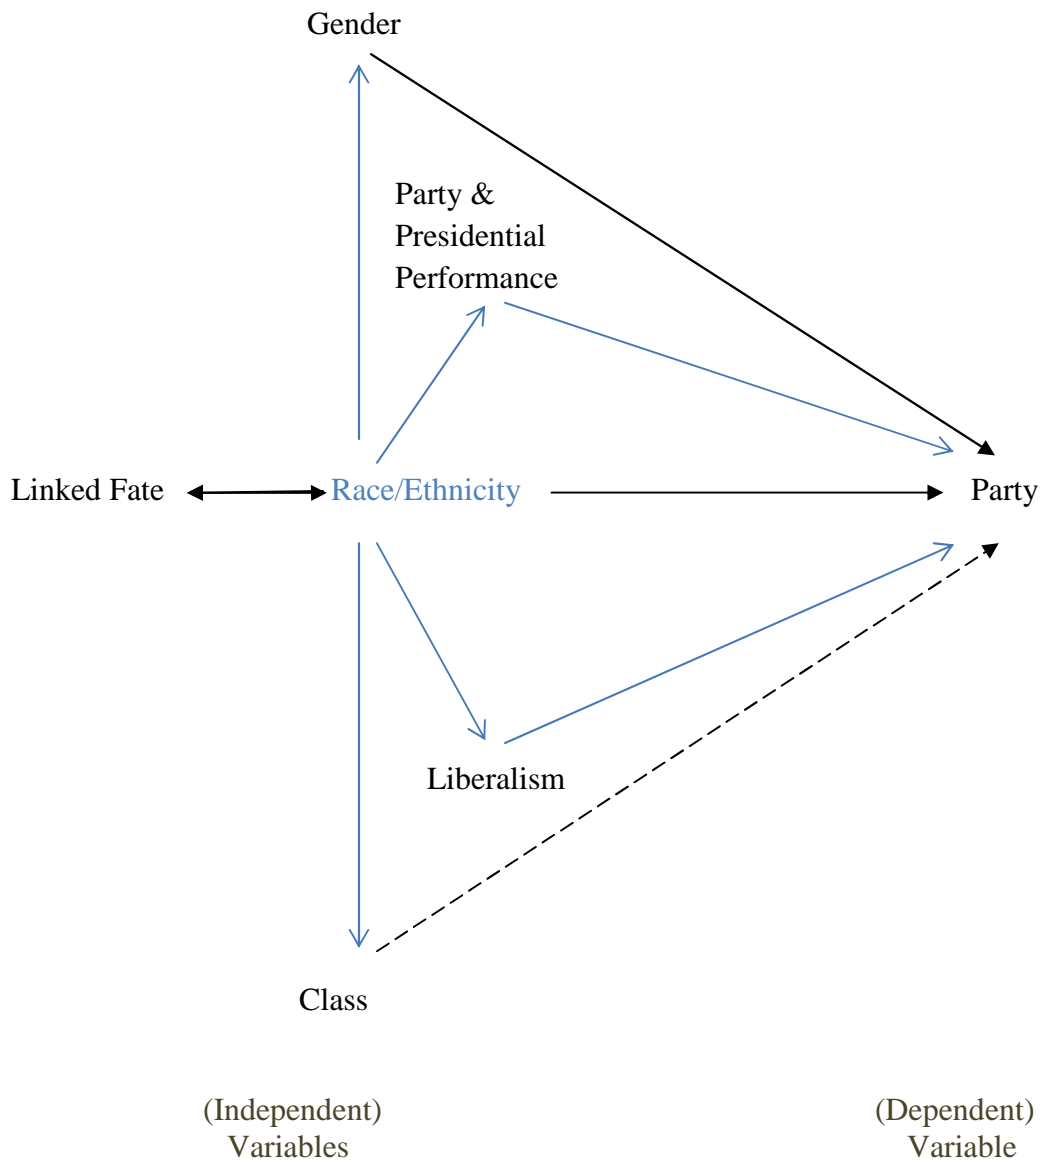 Gender
Party &
Presidential
Performance
Linked Fate
Race/Ethnicity
Party
Liberalism
Class
(Independent)
Variables
(Dependent)
Variable